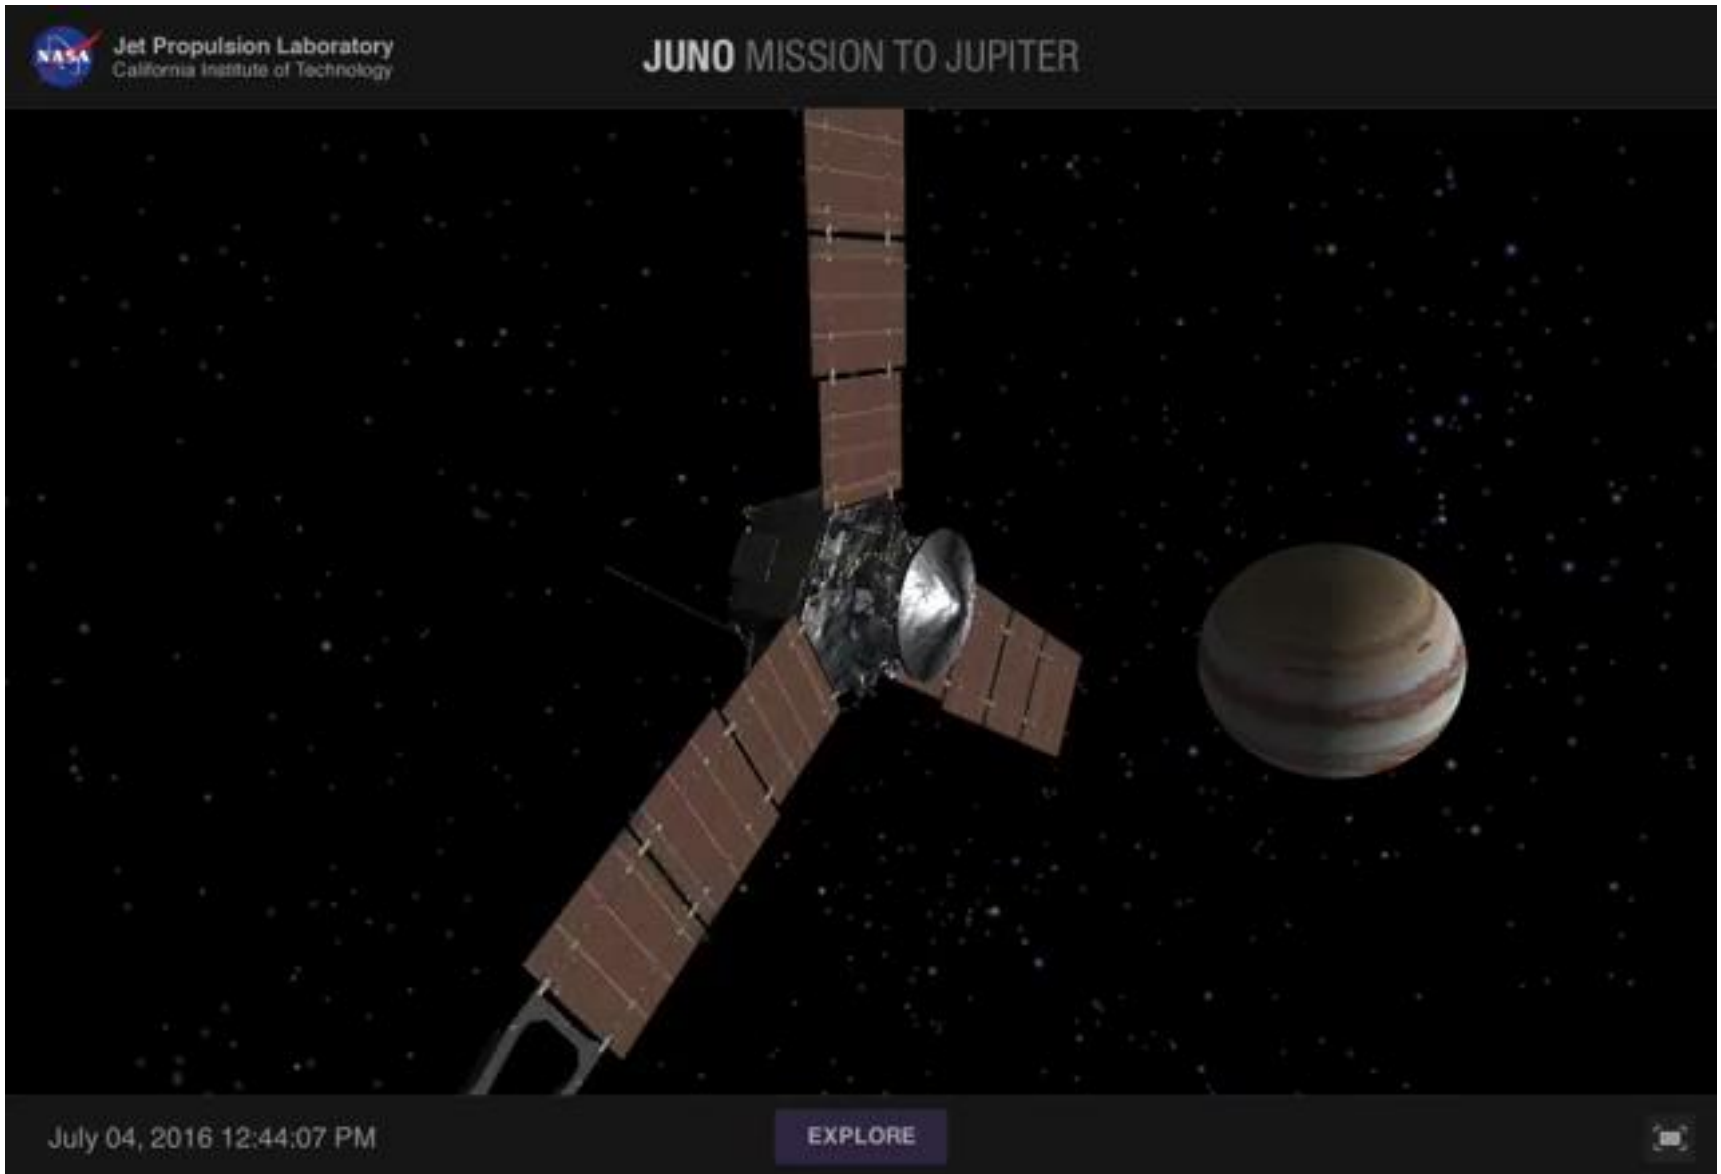 NASA
Jet Propulsion Laboratory
California Institute of Technology
JUNO MISSION TO JUPITER
July 04, 2016 12:44:07 PM
EXPLORE